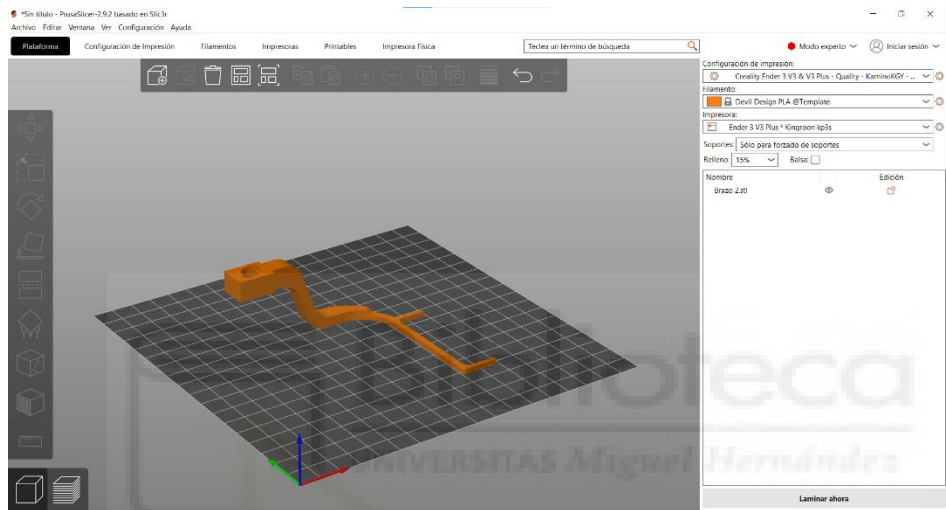 *Sin título - PrusaSlicer-2.9.2 basado en Slic3r
Archivo Editar Ventana Ver Configuración Ayuda
Plataforma Configuración de Impresión Filamentos Impresoras Printables Impresora Física Teclea un término de búsqueda Modo experto Iniciar sesión
Configuración de impresión:
Creality Ender 3 V3 & V3 Plus - Quality - KaminoKGY - ...
Filamento:
Devil Design PLA @Template
Impresora:
Ender 3 V3 Plus * Kingroon kp3s
Soportes: Sólo para forzado de soportes
Relleno: 15% Balsa:
Nombre Edición
Brazo 2.stl
Biblioteca
UNIVERSITAS Miguel Hernández
Laminar ahora